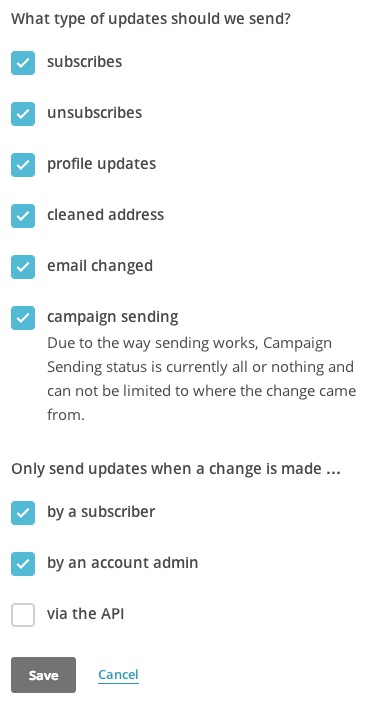 What type of updates should we send?
subscribes
unsubscribes
profile updates
cleaned address
email changed
campaign sending
Due to the way sending works, Campaign
Sending status is currently all or nothing and
can not be limited to where the change came
from.
Only send updates when a change is made ...
by a subscriber
by an account admin
via the API
Save Cancel